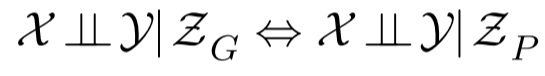 𝒳 ⫫ 𝒴| 𝒵_G ⇔ 𝒳 ⫫ 𝒴| 𝒵_P